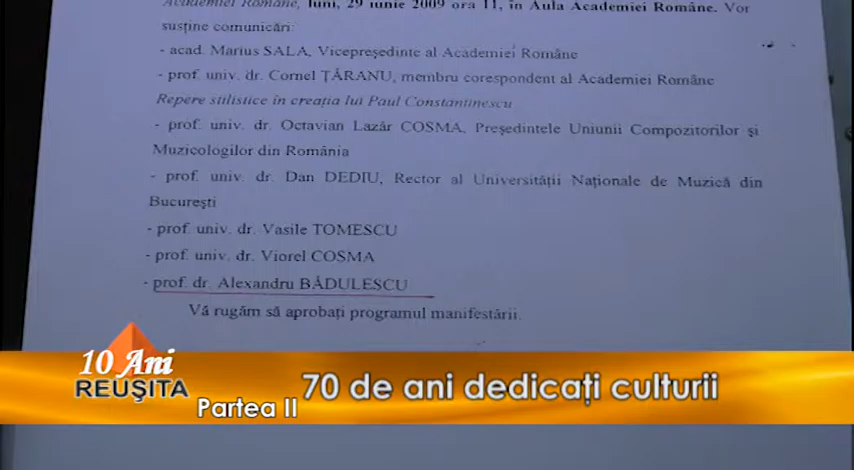 Academiei Române, luni, 29 iunie 2009 ora 11, în Aula Academiei Române. Vor
susține comunicări:
- acad. Marius SALA, Vicepreședinte al Academiei Române
- prof. univ. dr. Cornel ȚĂRANU, membru corespondent al Academiei Române
Repere stilistice în creația lui Paul Constantinescu
- prof. univ. dr. Octavian Lazăr COSMA, Președintele Uniunii Compozitorilor și
Muzicologilor din România
- prof. univ. dr. Dan DEDIU, Rector al Universității Naționale de Muzică din
București
- prof. univ. dr. Vasile TOMESCU
- prof. univ. dr. Viorel COSMA
- prof. dr. Alexandru BĂDULESCU
Vă rugăm să aprobați programul manifestării.
10 Ani
REUŞITA
Partea II
70 de ani dedicați culturii